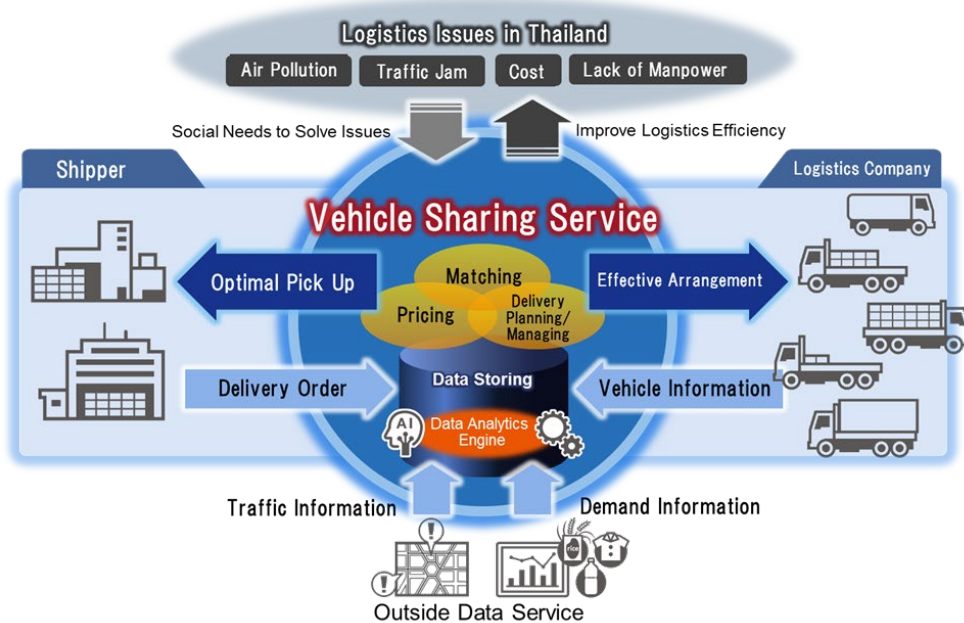 Logistics Issues in Thailand
Air Pollution
Traffic Jam
Cost
Lack of Manpower
Social Needs to Solve Issues
Improve Logistics Efficiency
Shipper
Logistics Company
Vehicle Sharing Service
Optimal Pick Up
Matching
Effective Arrangement
Pricing
Delivery
Planning/
Managing
Delivery Order
Data Storing
Vehicle Information
AI
Data Analytics
Engine
Traffic Information
Demand Information
rice
Outside Data Service